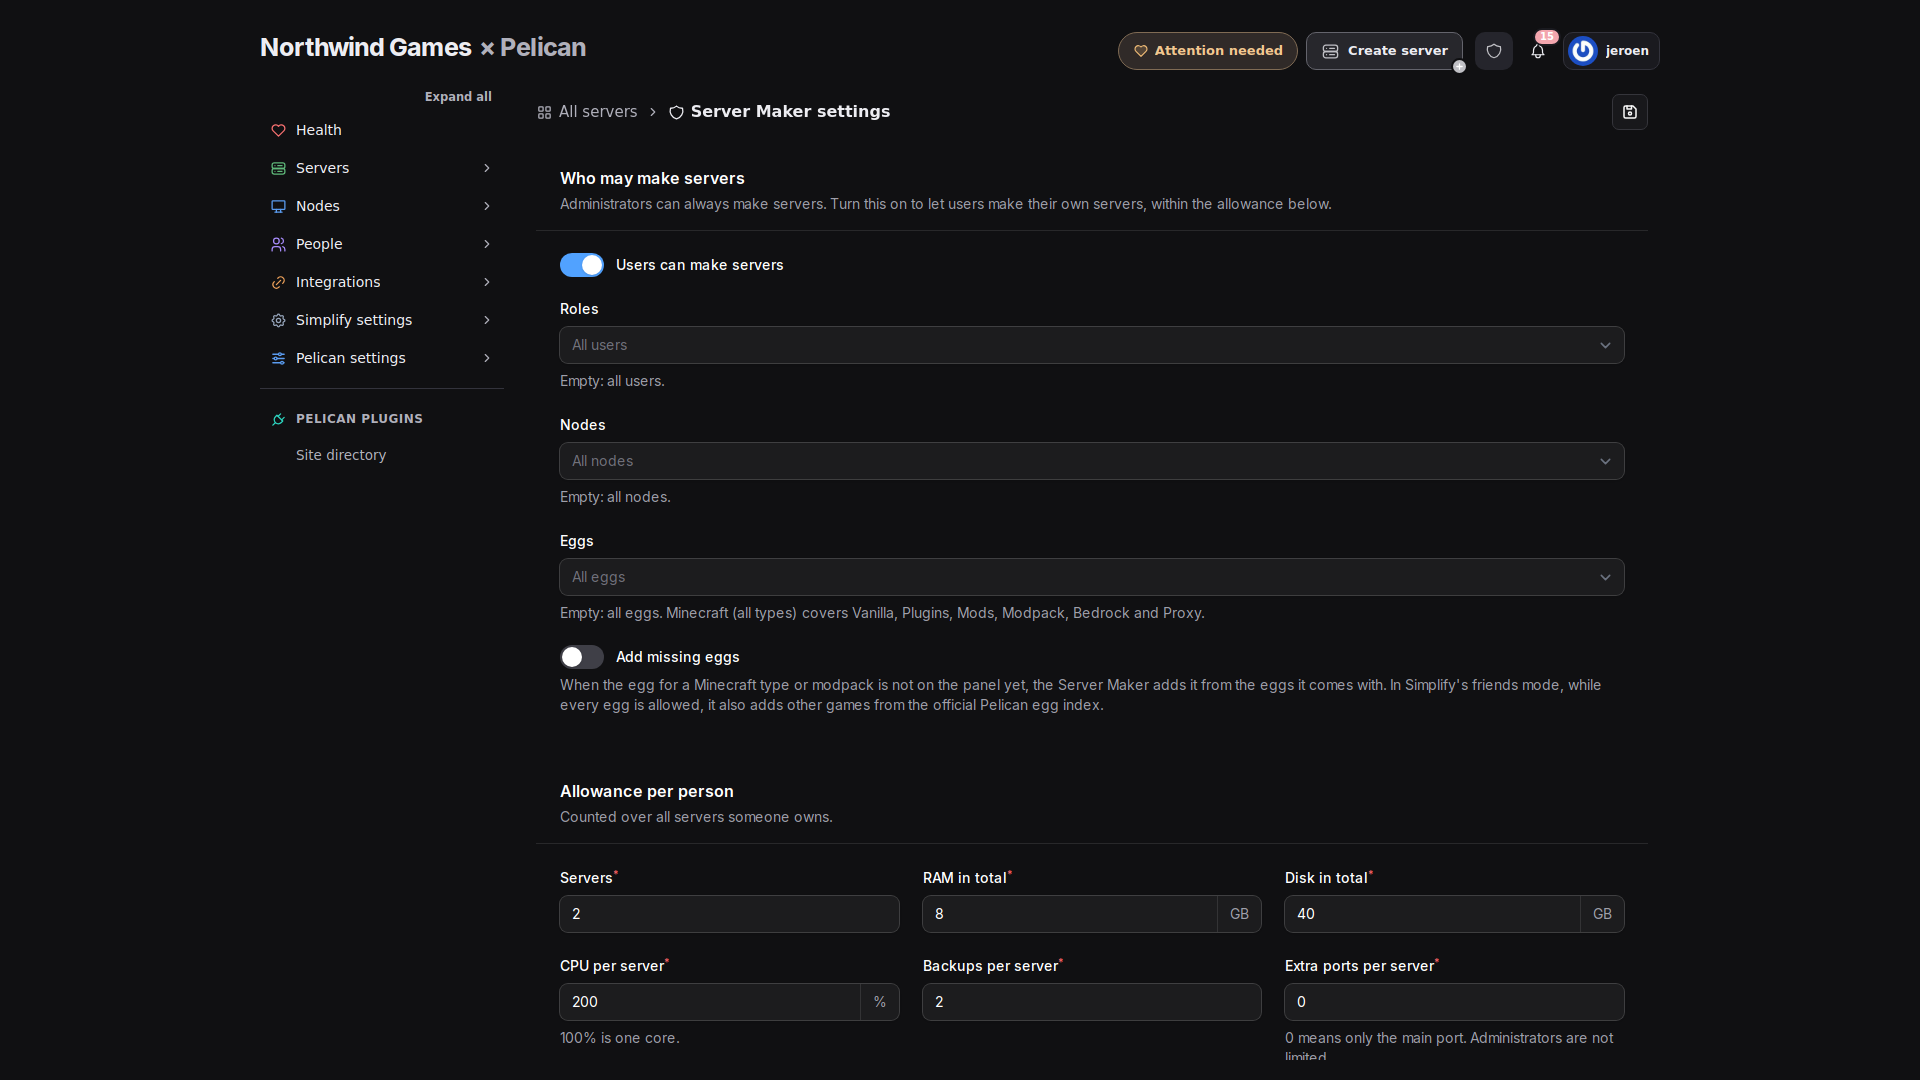 Northwind Games × Pelican
Attention needed
Create server
15
jeroen
Expand all
Health
Servers
Nodes
People
Integrations
Simplify settings
Pelican settings
PELICAN PLUGINS
Site directory
All servers
Server Maker settings
Who may make servers
Administrators can always make servers. Turn this on to let users make their own servers, within the allowance below.
Users can make servers
Roles
All users
Empty: all users.
Nodes
All nodes
Empty: all nodes.
Eggs
All eggs
Empty: all eggs. Minecraft (all types) covers Vanilla, Plugins, Mods, Modpack, Bedrock and Proxy.
Add missing eggs
When the egg for a Minecraft type or modpack is not on the panel yet, the Server Maker adds it from the eggs it comes with. In Simplify's friends mode, while
every egg is allowed, it also adds other games from the official Pelican egg index.
Allowance per person
Counted over all servers someone owns.
Servers*
2
RAM in total*
8 GB
Disk in total*
40 GB
CPU per server*
200 %
100% is one core.
Backups per server*
2
Extra ports per server*
0
0 means only the main port. Administrators are not
limited